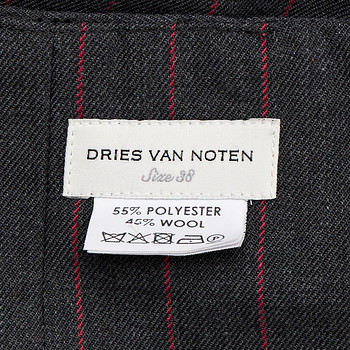 DRIES VAN NOTEN
Size 38
55% POLYESTER
45% WOOL
P